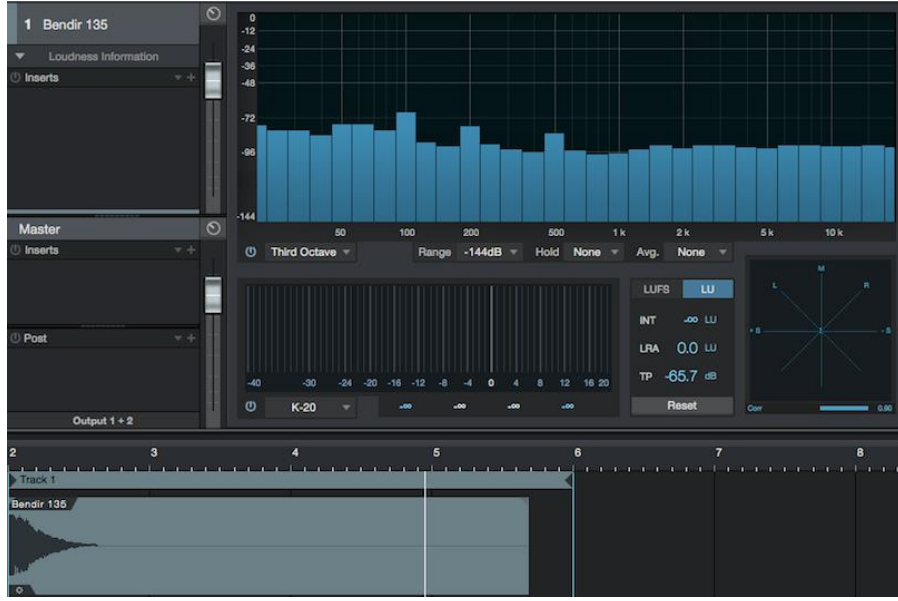 1 Bendir 135
Loudness Information
Inserts
Master
Inserts
Post
Output 1 + 2
0
-12
-24
-36
-48
-72
-96
-144
50 100 200 500 1 k 2 k 5 k 10 k
Third Octave Range -144dB Hold None Avg. None
-40 -30 -24 -20 -16 -12 -8 -4 0 4 8 12 16 20
K-20 -∞ -∞ -∞ -∞
LUFS LU
INT -∞ LU
LRA 0.0 LU
TP -65.7 dB
Reset
M
L R
+ S - S
Corr 0.90
2 3 4 5 6 7 8
Track 1
Bendir 135